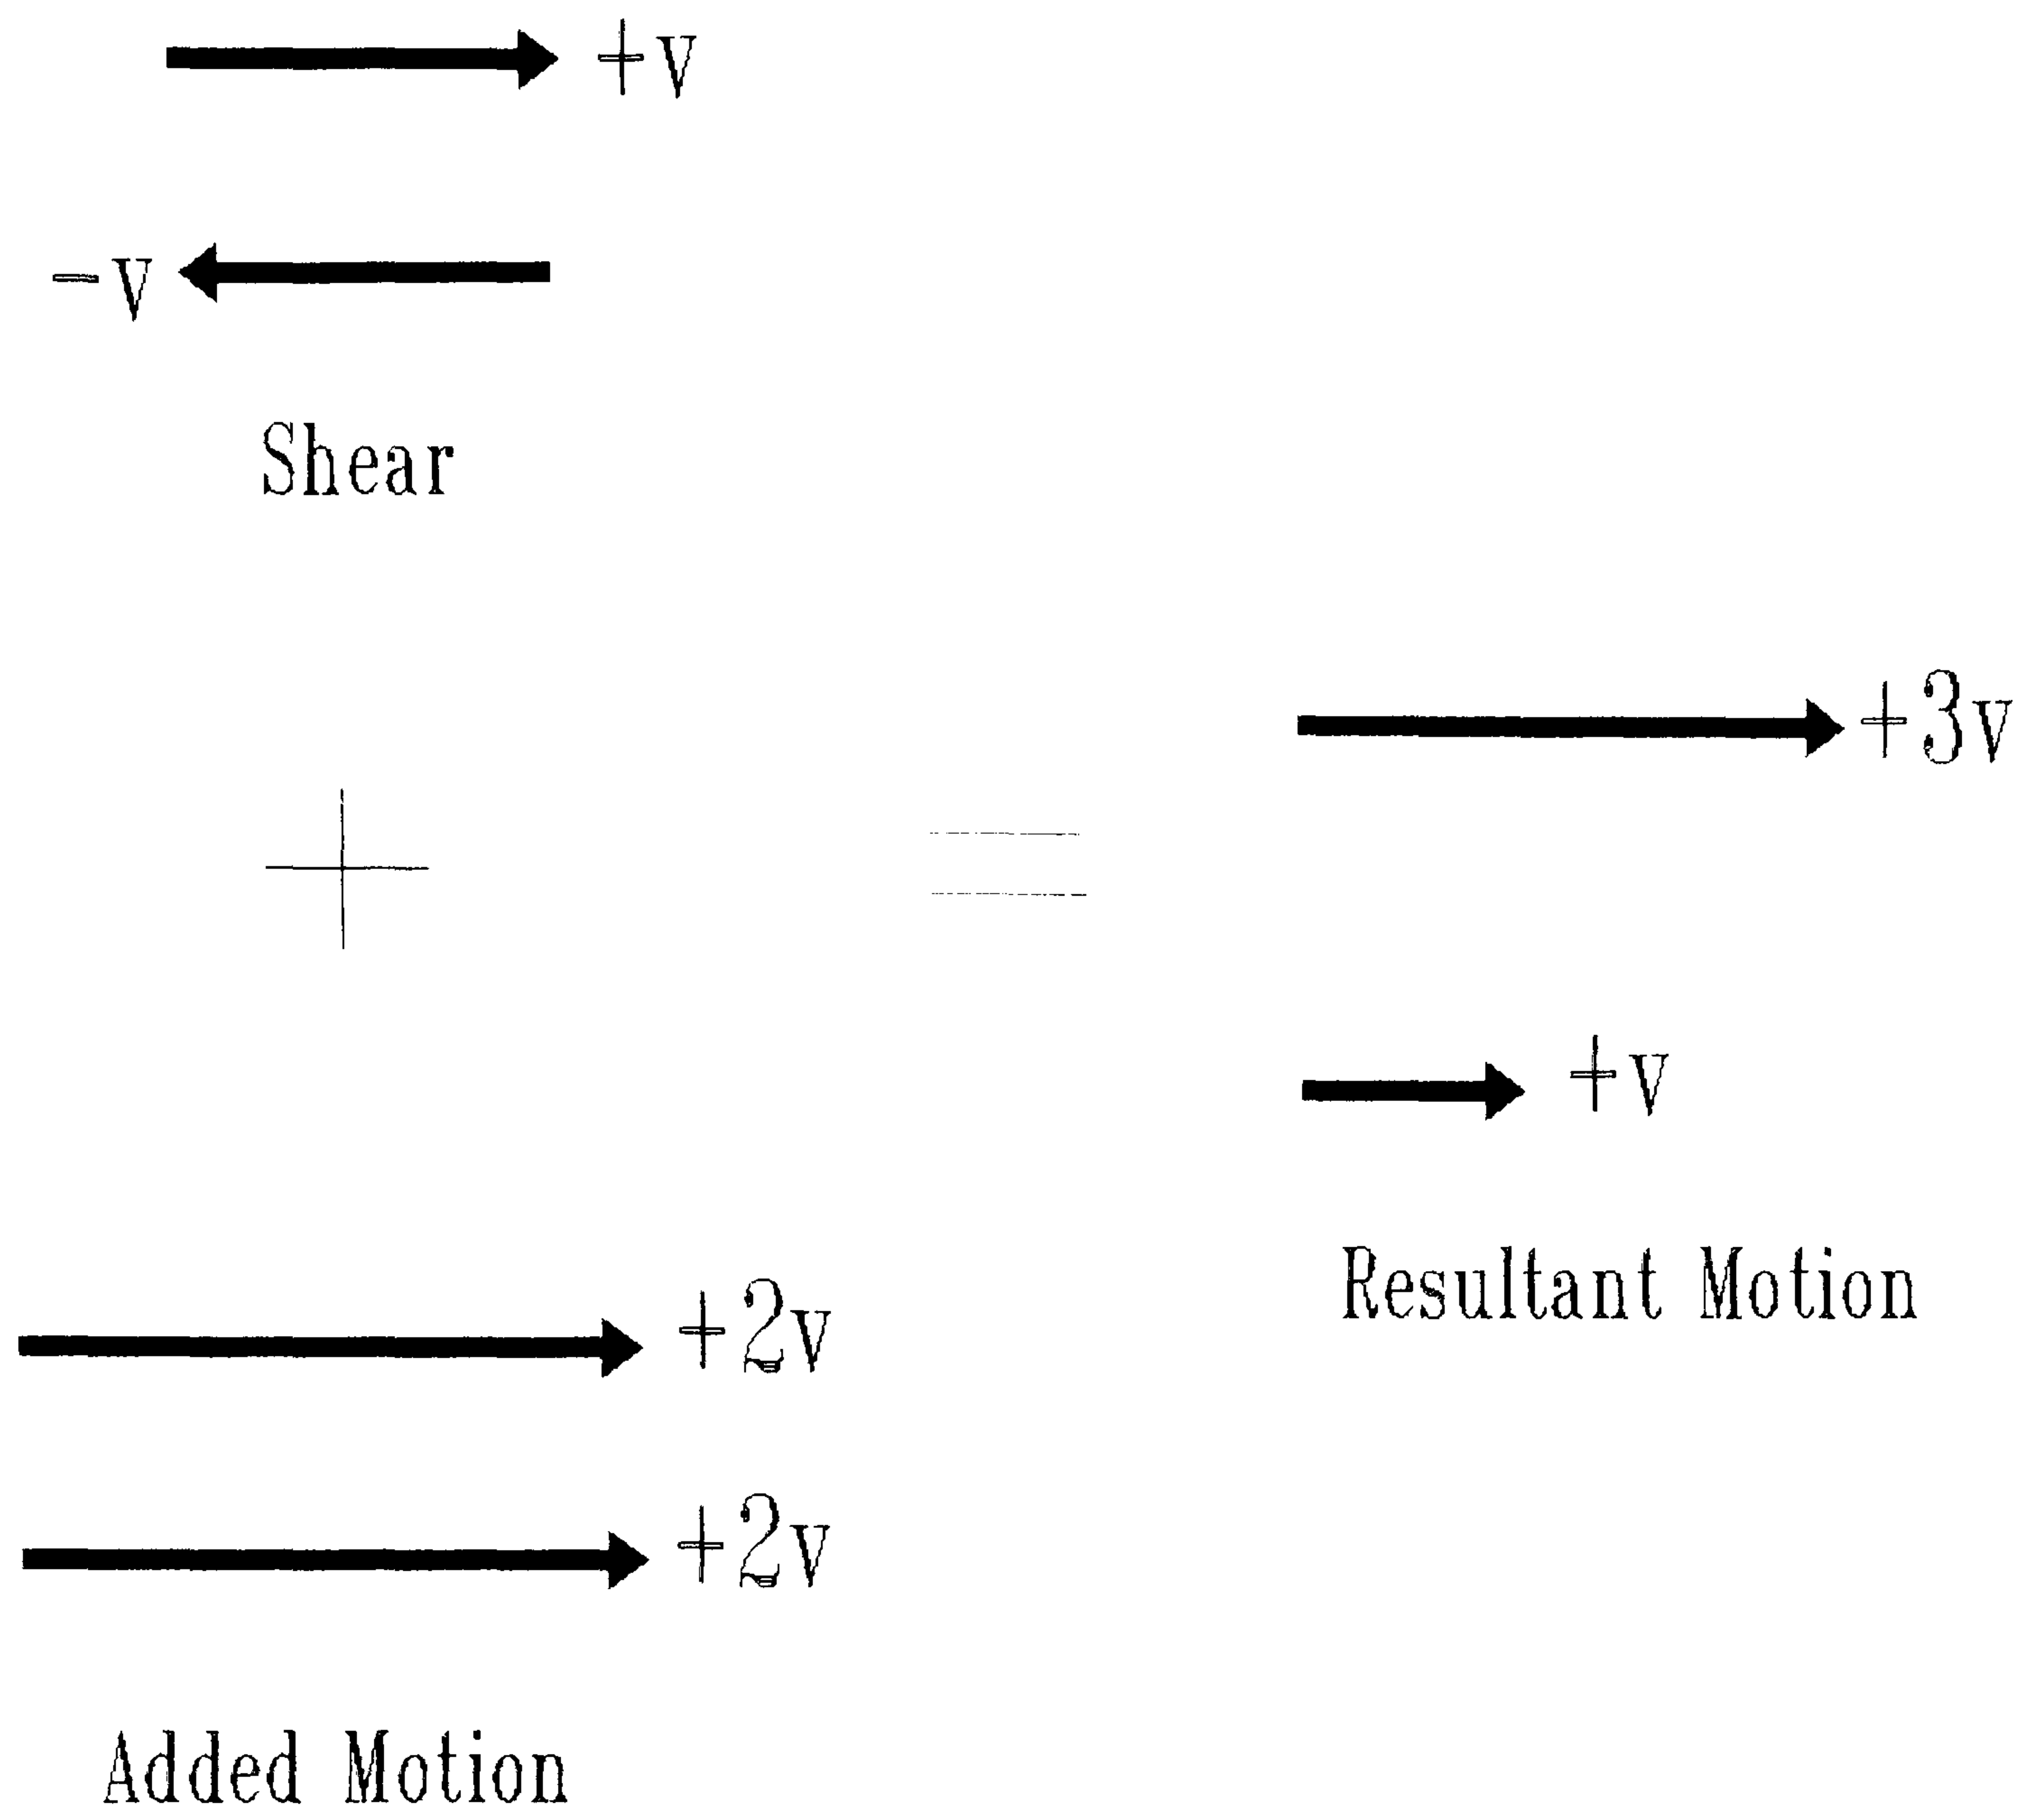 +v
-v
Shear
+
=
+2v
+2v
Added Motion
+3v
+v
Resultant Motion